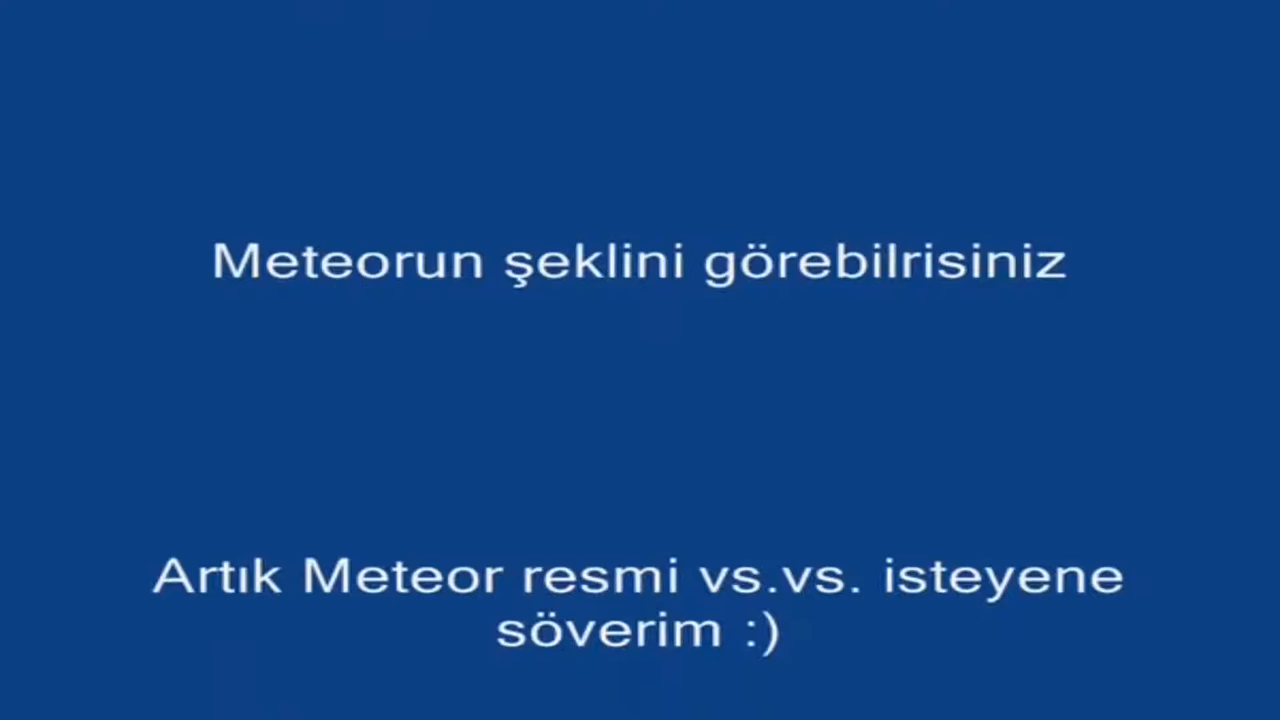 Meteorun şeklini görebilrisiniz
Artık Meteor resmi vs.vs. isteyene
söverim :)